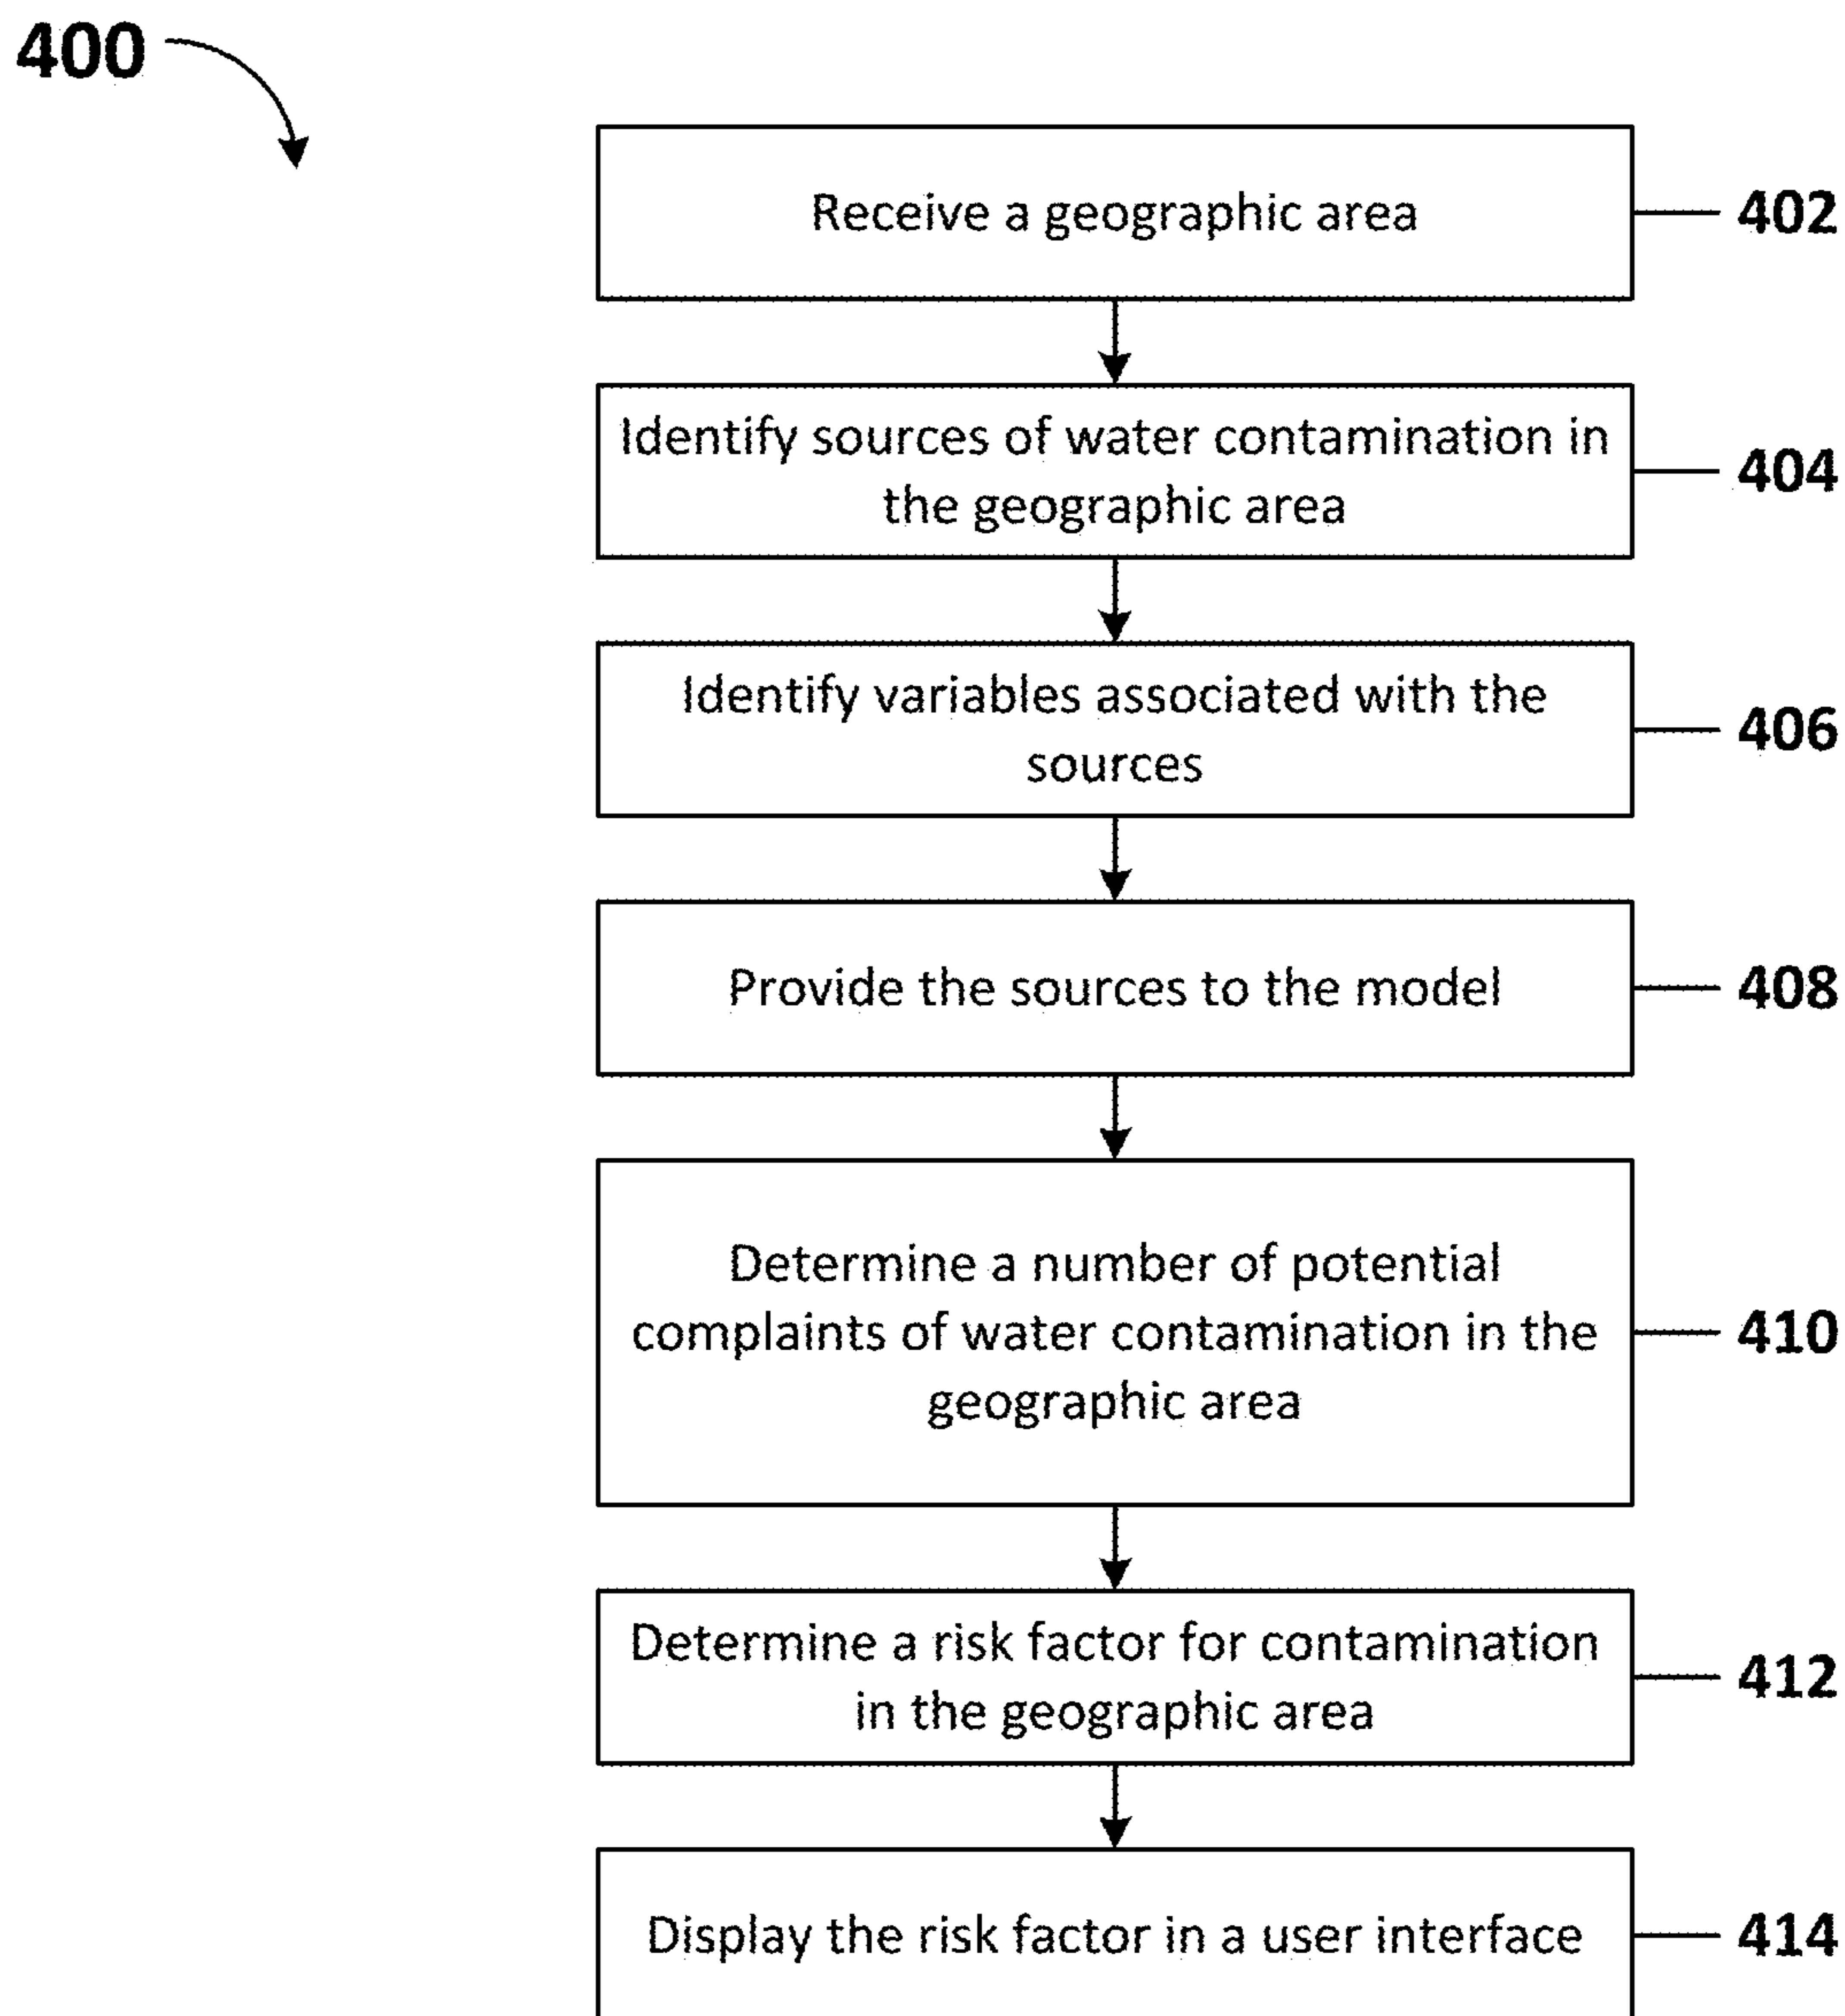 400
Receive a geographic area
402
Identify sources of water contamination in
the geographic area
404
Identify variables associated with the
sources
406
Provide the sources to the model
408
Determine a number of potential
complaints of water contamination in the
geographic area
410
Determine a risk factor for contamination
in the geographic area
412
Display the risk factor in a user interface
414